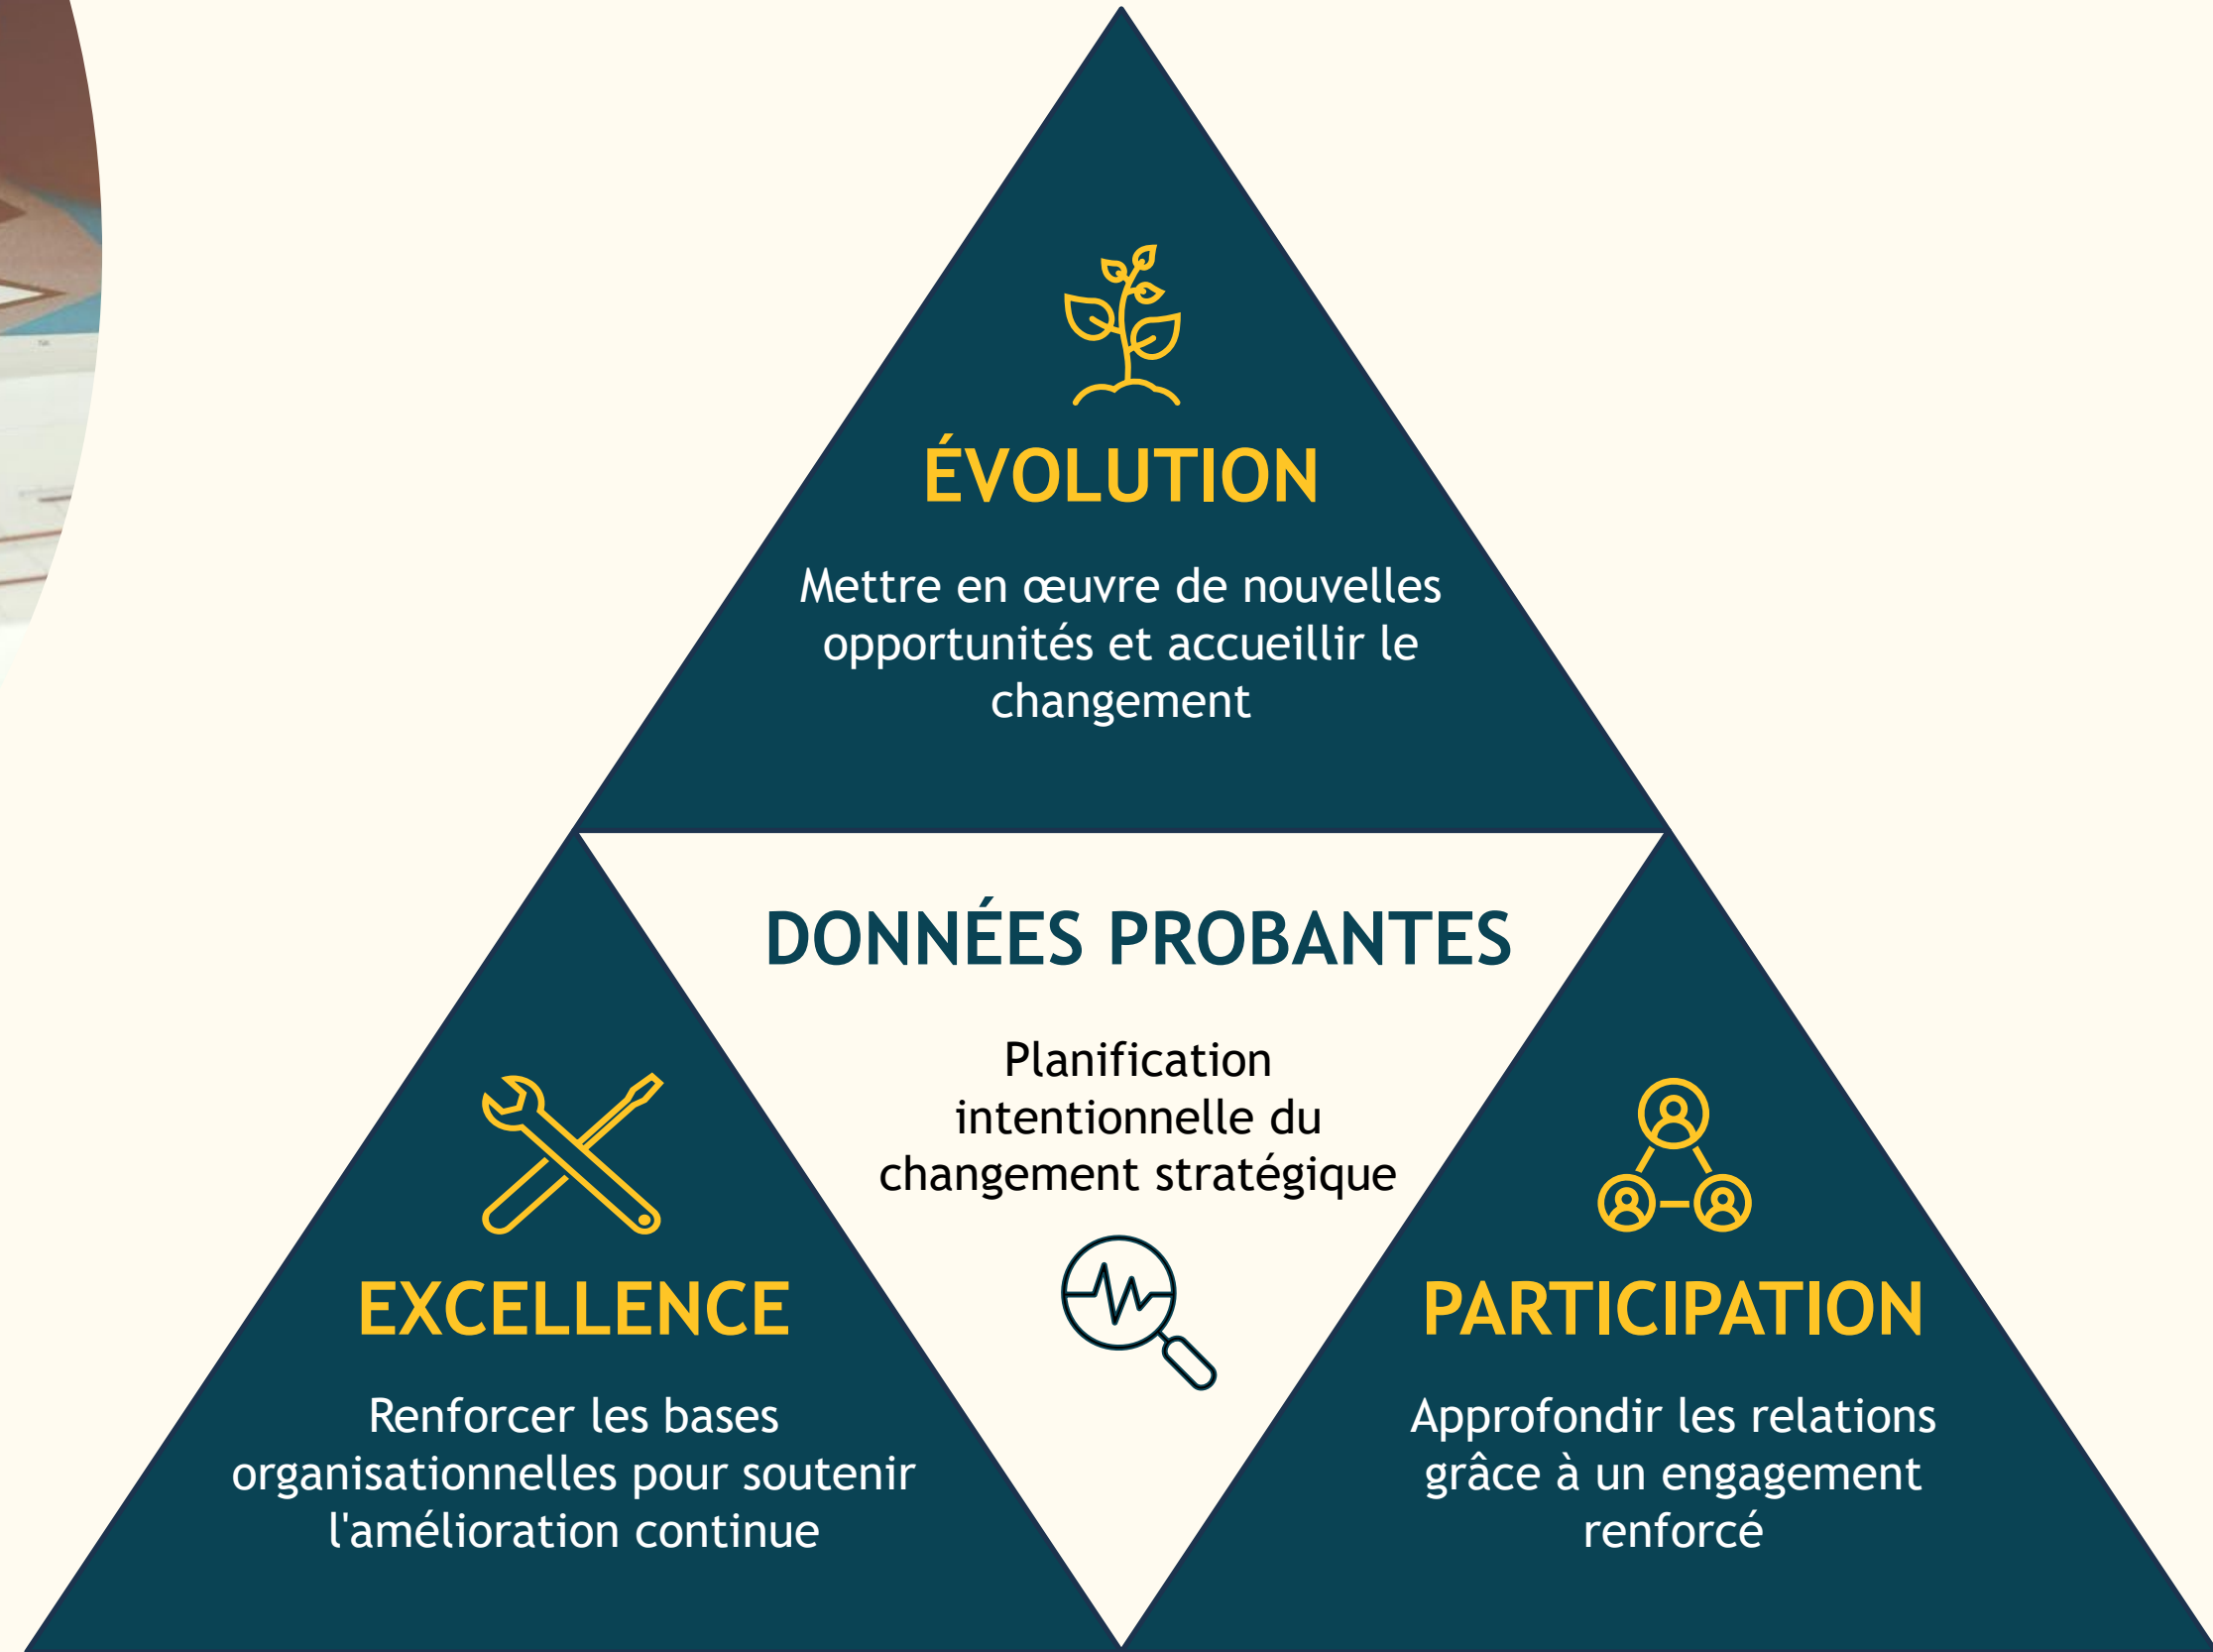 ÉVOLUTION
Mettre en œuvre de nouvelles
opportunités et accueillir le
changement
DONNÉES PROBANTES
Planification
intentionnelle du
changement stratégique
EXCELLENCE
Renforcer les bases
organisationnelles pour soutenir
l'amélioration continue
PARTICIPATION
Approfondir les relations
grâce à un engagement
renforcé